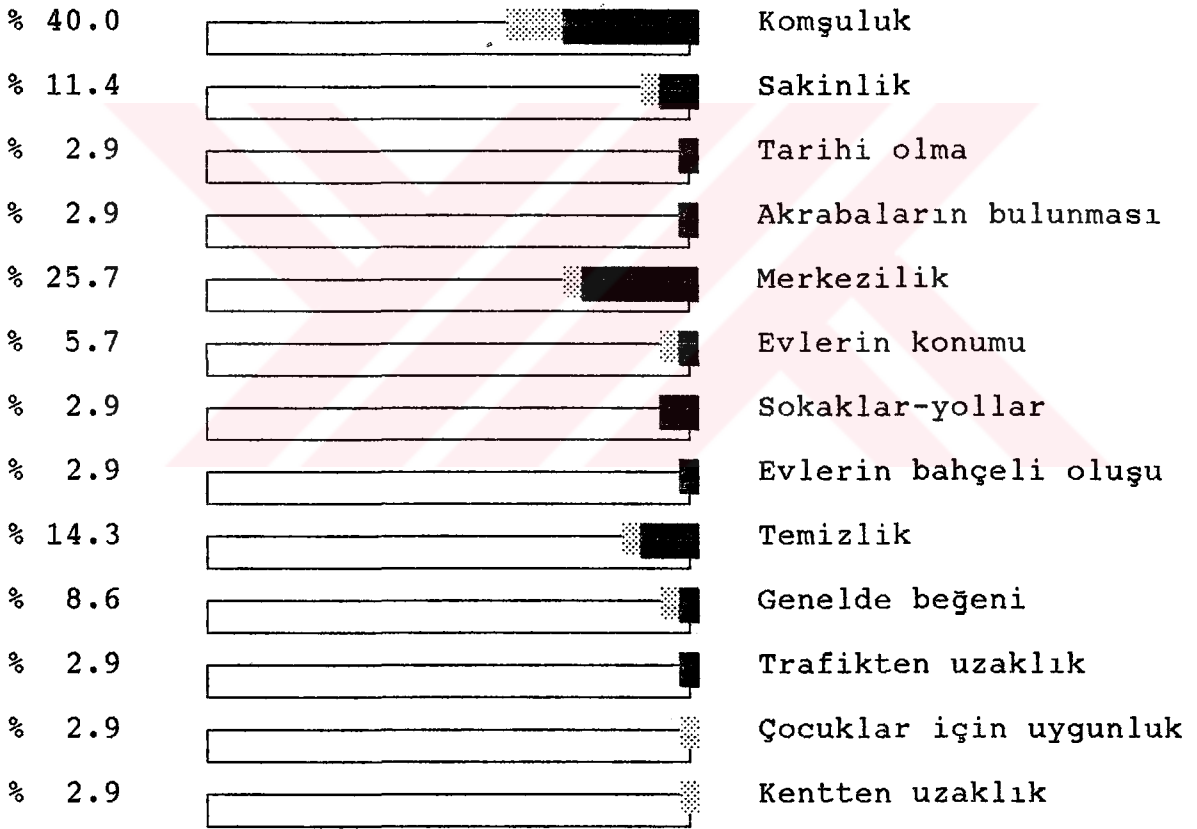 % 40.0 Komşuluk
% 11.4 Sakinlik
% 2.9 Tarihi olma
% 2.9 Akrabaların bulunması
% 25.7 Merkezilik
% 5.7 Evlerin konumu
% 2.9 Sokaklar-yollar
% 2.9 Evlerin bahçeli oluşu
% 14.3 Temizlik
% 8.6 Genelde beğeni
% 2.9 Trafikten uzaklık
% 2.9 Çocuklar için uygunluk
% 2.9 Kentten uzaklık